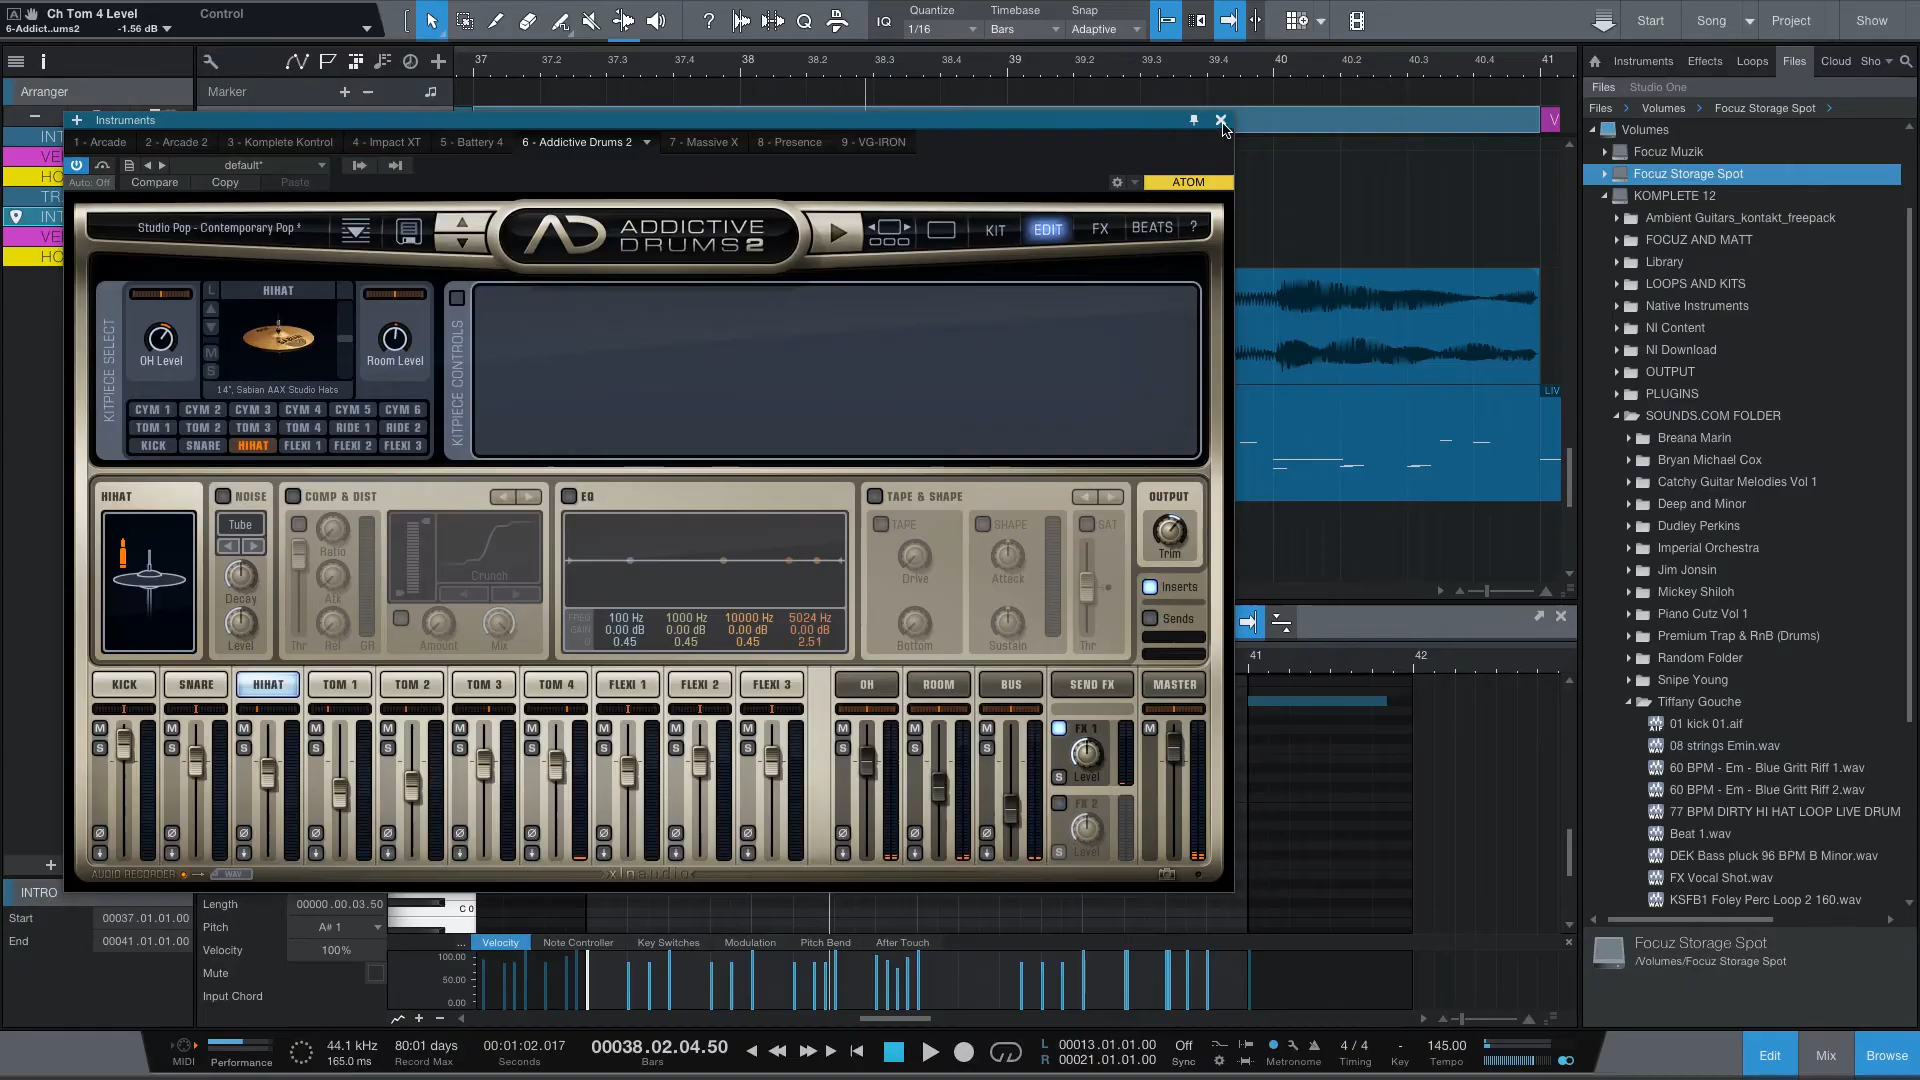 Ch Tom 4 Level
Control
6-Addict..ums2
-1.56 dB
IQ
Quantize
1/16
Timebase
Bars
Snap
Adaptive
Start
Song
Project
Show
37
37.2
37.3
37.4
38
38.2
38.3
38.4
39
39.2
39.3
39.4
40
40.2
40.3
40.4
41
Instruments
Effects
Loops
Files
Cloud
Sho
Arranger
Marker
Files
Studio One
Files
Volumes
Focuz Storage Spot
Instruments
1 - Arcade
2 - Arcade 2
3 - Komplete Kontrol
4 - Impact XT
5 - Battery 4
6 - Addictive Drums 2
7 - Massive X
8 - Presence
9 - VG-IRON
default*
Auto: Off
Compare
Copy
Paste
ATOM
Studio Pop - Contemporary Pop *
ADDICTIVE
DRUMS 2
KIT
EDIT
FX
BEATS
?
KITPIECE SELECT
HIHAT
OH Level
Room Level
L
M
S
14", Sabian AAX Studio Hats
CYM 1
CYM 2
CYM 3
CYM 4
CYM 5
CYM 6
TOM 1
TOM 2
TOM 3
TOM 4
RIDE 1
RIDE 2
KICK
SNARE
HIHAT
FLEXI 1
FLEXI 2
FLEXI 3
KITPIECE CONTROLS
HIHAT
NOISE
Tube
Decay
Level
COMP & DIST
Ratio
Atk
Thr
Rel
GR
Crunch
Amount
Mix
EQ
FREQ
100 Hz
1000 Hz
10000 Hz
5024 Hz
GAIN
0.00 dB
0.00 dB
0.00 dB
0.00 dB
Q
0.45
0.45
0.45
2.51
TAPE & SHAPE
TAPE
Drive
Bottom
SHAPE
Attack
Sustain
SAT
Thr
OUTPUT
Trim
Inserts
Sends
KICK
SNARE
HIHAT
TOM 1
TOM 2
TOM 3
TOM 4
FLEXI 1
FLEXI 2
FLEXI 3
OH
ROOM
BUS
SEND FX
MASTER
FX 1
Level
FX 2
Level
AUDIO RECORDER
WAV
xlnaudio
LIV
41
42
Volumes
Focuz Muzik
Focuz Storage Spot
KOMPLETE 12
Ambient Guitars_kontakt_freepack
FOCUZ AND MATT
Library
LOOPS AND KITS
Native Instruments
NI Content
NI Download
OUTPUT
PLUGINS
SOUNDS.COM FOLDER
Breana Marin
Bryan Michael Cox
Catchy Guitar Melodies Vol 1
Deep and Minor
Dudley Perkins
Imperial Orchestra
Jim Jonsin
Mickey Shiloh
Piano Cutz Vol 1
Premium Trap & RnB (Drums)
Random Folder
Snipe Young
Tiffany Gouche
01 kick 01.aif
08 strings Emin.wav
60 BPM - Em - Blue Gritt Riff 1.wav
60 BPM - Em - Blue Gritt Riff 2.wav
77 BPM DIRTY HI HAT LOOP LIVE DRUM
Beat 1.wav
DEK Bass pluck 96 BPM B Minor.wav
FX Vocal Shot.wav
KSFB1 Foley Perc Loop 2 160.wav
Focuz Storage Spot
/Volumes/Focuz Storage Spot
INTRO
Start
00037.01.01.00
End
00041.01.01.00
Length
00000.00.03.50
Pitch
A# 1
Velocity
100%
Mute
Input Chord
C 0
...
Velocity
Note Controller
Key Switches
Modulation
Pitch Bend
After Touch
100.00
50.00
0.00
MIDI
Performance
44.1 kHz
165.0 ms
80:01 days
Record Max
00:01:02.017
Seconds
00038.02.04.50
Bars
L
00013.01.01.00
R
00021.01.01.00
Off
Sync
Metronome
4 / 4
Timing
-
Key
145.00
Tempo
Edit
Mix
Browse